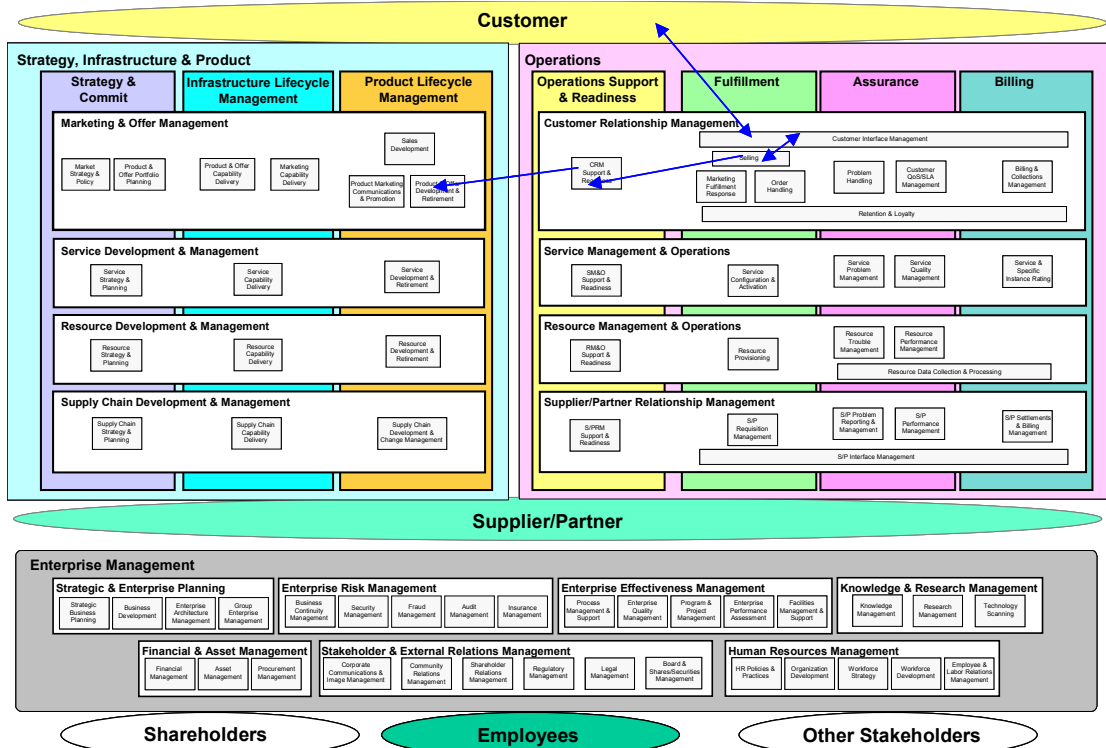 Customer
Strategy, Infrastructure & Product
Operations
Strategy &
Commit
Infrastructure Lifecycle
Management
Product Lifecycle
Management
Operations Support
& Readiness
Fulfillment
Assurance
Billing
Marketing & Offer Management
Sales
Development
Market
Strategy &
Policy
Product &
Offer Portfolio
Planning
Product & Offer
Capability
Delivery
Marketing
Capability
Delivery
Product Marketing
Communications
& Promotion
Product & Offer
Development &
Retirement
Customer Relationship Management
Customer Interface Management
Selling
CRM
Support &
Readiness
Marketing
Fulfillment
Response
Order
Handling
Problem
Handling
Customer
QoS/SLA
Management
Billing &
Collections
Management
Retention & Loyalty
Service Development & Management
Service
Strategy &
Planning
Service
Capability
Delivery
Service
Development &
Retirement
Service Management & Operations
SM&O
Support &
Readiness
Service
Configuration &
Activation
Service
Problem
Management
Service
Quality
Management
Service &
Specific
Instance Rating
Resource Development & Management
Resource
Strategy &
Planning
Resource
Capability
Delivery
Resource
Development &
Retirement
Resource Management & Operations
RM&O
Support &
Readiness
Resource
Provisioning
Resource
Trouble
Management
Resource
Performance
Management
Resource Data Collection & Processing
Supply Chain Development & Management
Supply Chain
Strategy &
Planning
Supply Chain
Capability
Delivery
Supply Chain
Development &
Change Management
Supplier/Partner Relationship Management
S/PRM
Support &
Readiness
S/P
Requisition
Management
S/P Problem
Reporting &
Management
S/P
Performance
Management
S/P Settlements
& Billing
Management
S/P Interface Management
Supplier/Partner
Enterprise Management
Strategic & Enterprise Planning
Strategic
Business
Planning
Business
Development
Enterprise
Architecture
Management
Group
Enterprise
Management
Enterprise Risk Management
Business
Continuity
Management
Security
Management
Fraud
Management
Audit
Management
Insurance
Management
Enterprise Effectiveness Management
Process
Management &
Support
Enterprise
Quality
Management
Program &
Project
Management
Enterprise
Performance
Assessment
Facilities
Management &
Support
Knowledge & Research Management
Knowledge
Management
Research
Management
Technology
Scanning
Financial & Asset Management
Financial
Management
Asset
Management
Procurement
Management
Stakeholder & External Relations Management
Corporate
Communications &
Image Management
Community
Relations
Management
Shareholder
Relations
Management
Regulatory
Management
Legal
Management
Board &
Shares/Securities
Management
Human Resources Management
HR Policies &
Practices
Organization
Development
Workforce
Strategy
Workforce
Development
Employee &
Labor Relations
Management
Shareholders
Employees
Other Stakeholders